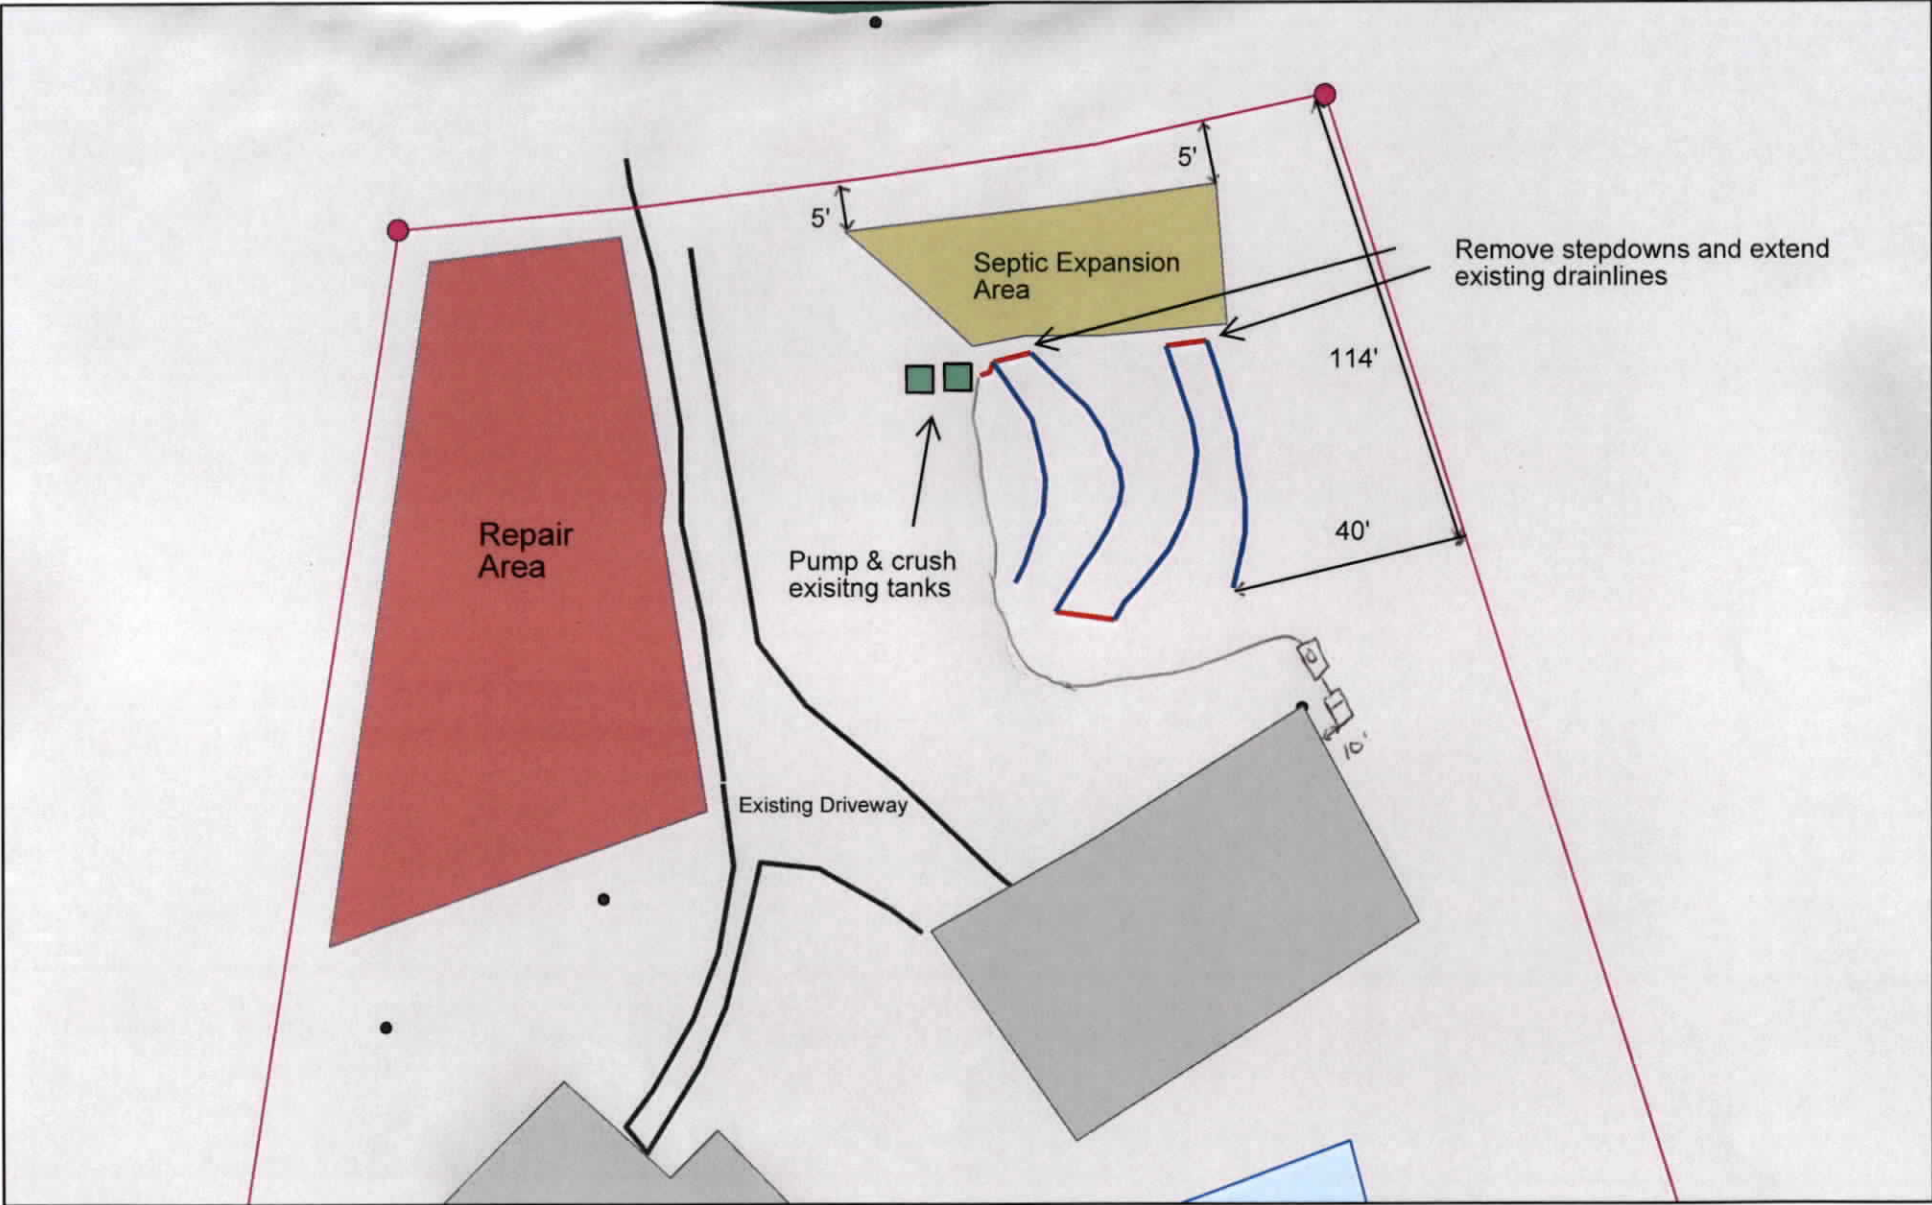 5'
5'
Septic Expansion
Area
Remove stepdowns and extend
existing drainlines
114'
40'
Repair
Area
Pump & crush
exisitng tanks
10'
Existing Driveway